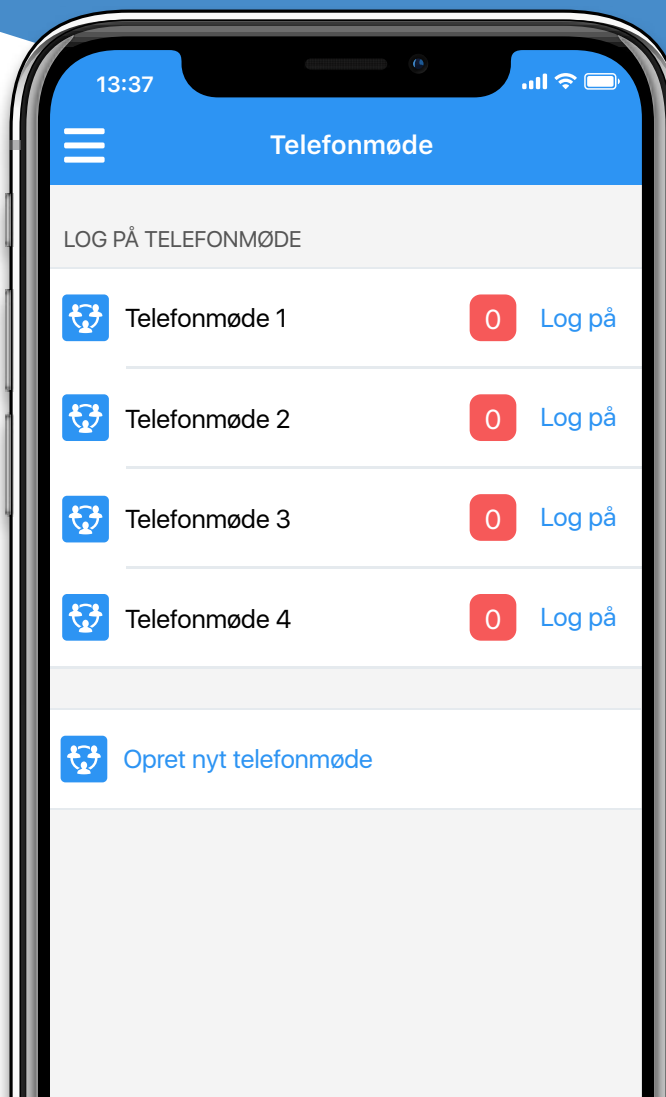 13:37
Telefonmøde
LOG PÅ TELEFONMØDE
Telefonmøde 1 0 Log på
Telefonmøde 2 0 Log på
Telefonmøde 3 0 Log på
Telefonmøde 4 0 Log på
Opret nyt telefonmøde